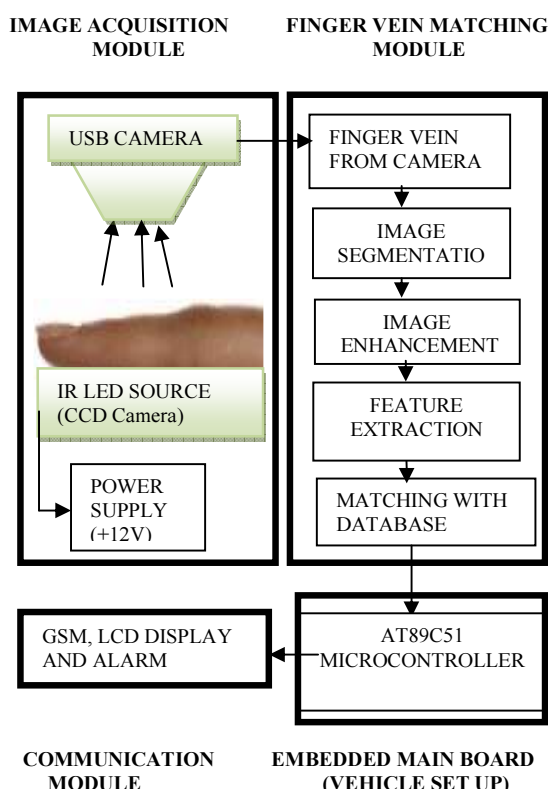 IMAGE ACQUISITION
MODULE
FINGER VEIN MATCHING
MODULE
USB CAMERA
IR LED SOURCE
(CCD Camera)
POWER
SUPPLY
(+12V)
FINGER VEIN
FROM CAMERA
IMAGE
SEGMENTATIO
IMAGE
ENHANCEMENT
FEATURE
EXTRACTION
MATCHING WITH
DATABASE
GSM, LCD DISPLAY
AND ALARM
AT89C51
MICROCONTROLLER
COMMUNICATION
MODULE
EMBEDDED MAIN BOARD
(VEHICLE SET UP)